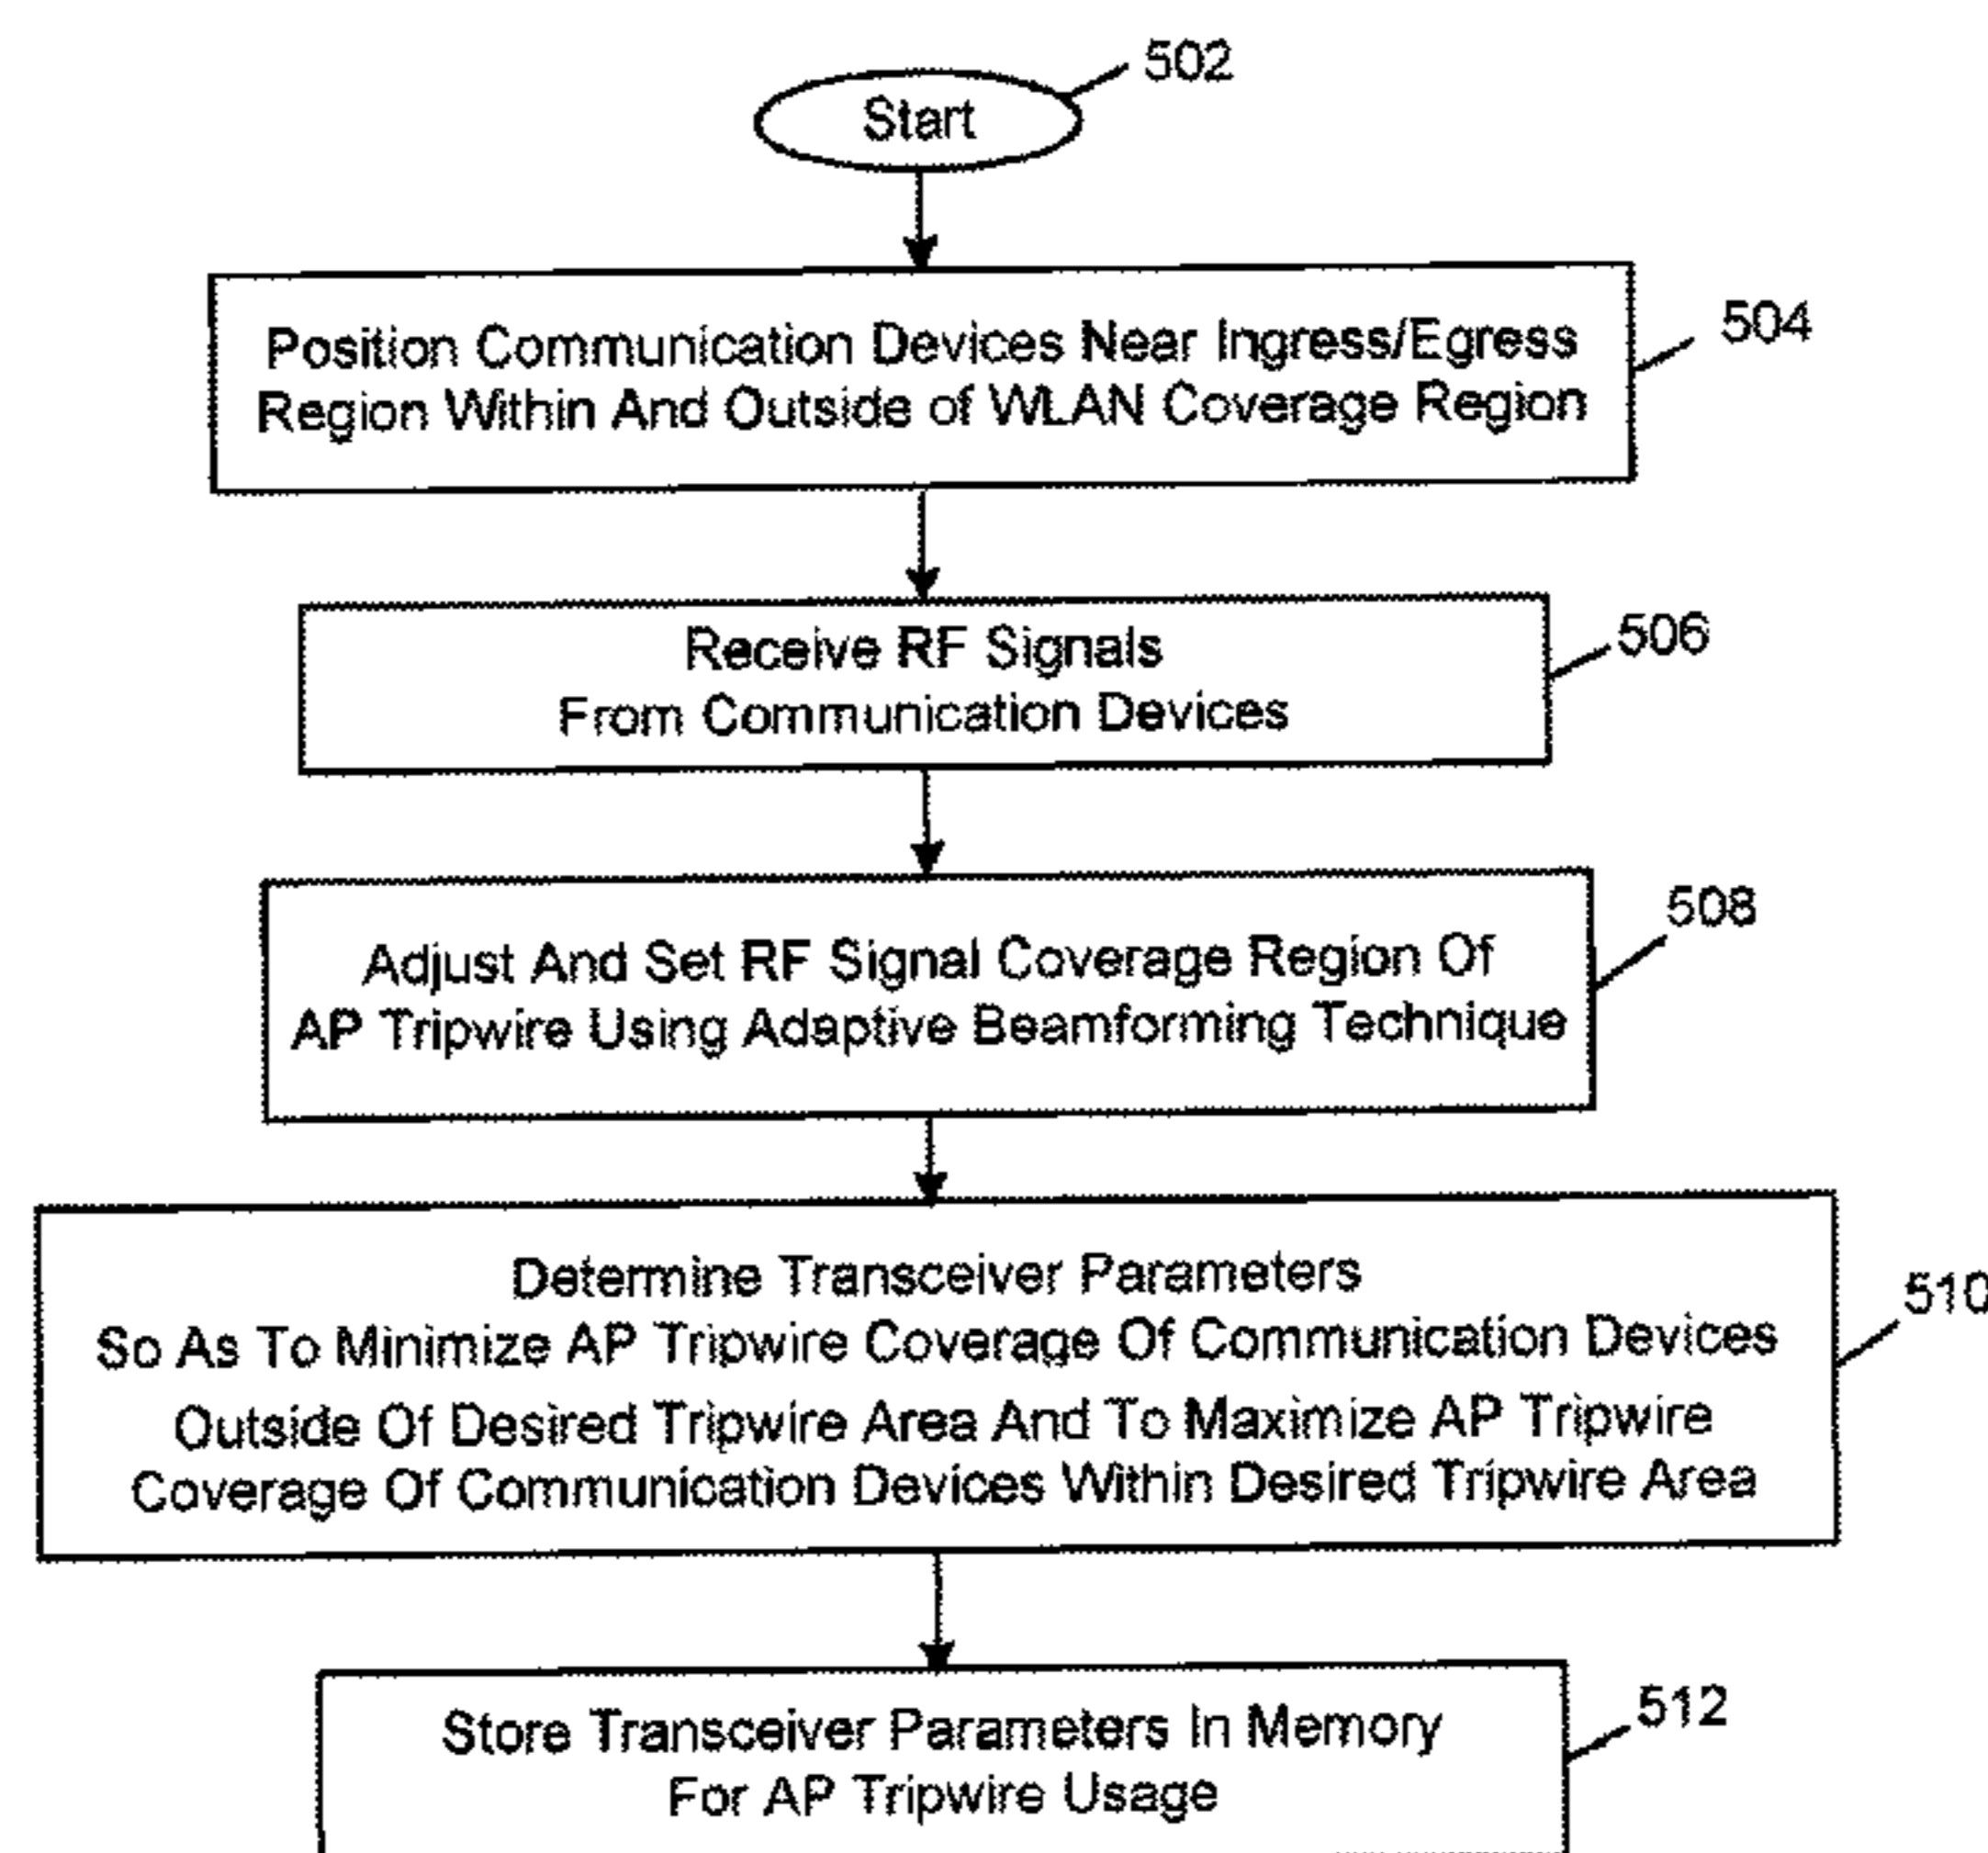 502
Start
504
Position Communication Devices Near Ingress/Egress
Region Within And Outside of WLAN Coverage Region
506
Receive RF Signals
From Communication Devices
508
Adjust And Set RF Signal Coverage Region Of
AP Tripwire Using Adaptive Beamforming Technique
510
Determine Transceiver Parameters
So As To Minimize AP Tripwire Coverage Of Communication Devices
Outside Of Desired Tripwire Area And To Maximize AP Tripwire
Coverage Of Communication Devices Within Desired Tripwire Area
512
Store Transceiver Parameters In Memory
For AP Tripwire Usage